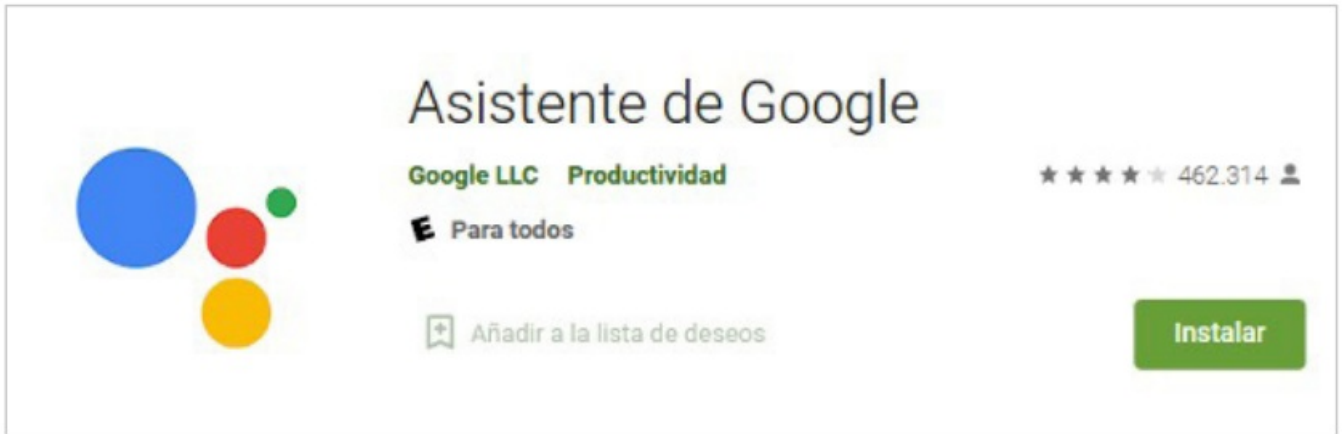 Asistente de Google
Google LLC Productividad 462.314
E Para todos
Añadir a la lista de deseos Instalar